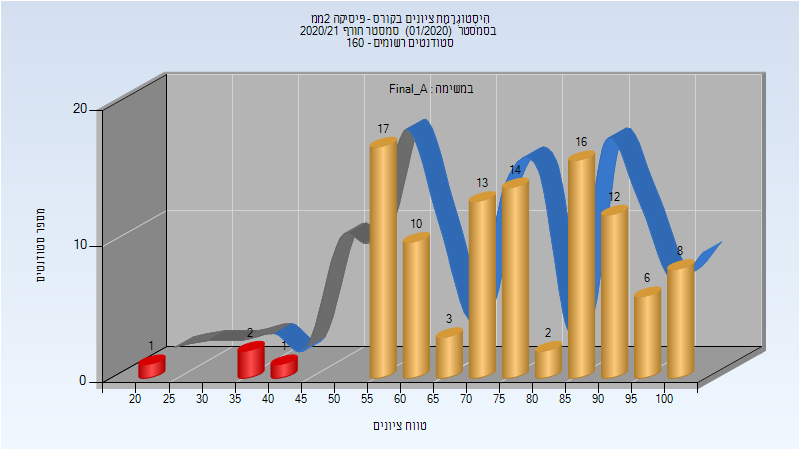 היסטוגרמת ציונים בקורס - פיסיקה 2ממ
בסמסטר (01/2020) סמסטר חורף 2020/21
סטודנטים רשומים - 160
במשימה : Final_A
מספר סטודנטים
20
10
0
1
2
1
17
10
3
13
14
2
16
12
6
8
20 25 30 35 40 45 50 55 60 65 70 75 80 85 90 95 100
טווח ציונים